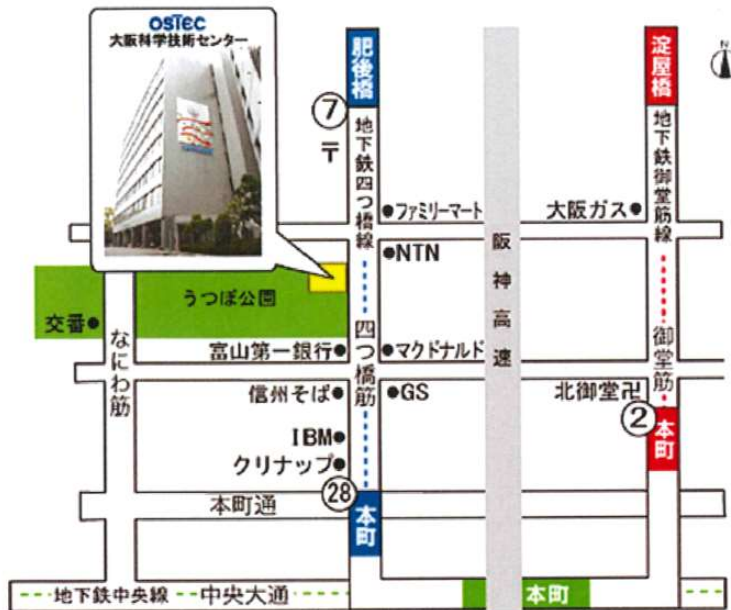 OSTEC
大阪科学技術センター
肥後橋
淀屋橋
N
⑦
〒
地下鉄四つ橋線
地下鉄御堂筋線
ファミリーマート
大阪ガス
NTN
阪神高速
うつぼ公園
交番
なにわ筋
富山第一銀行
四つ橋筋
マクドナルド
御堂筋
信州そば
GS
北御堂卍
②
本町
IBM
クリナップ
㉘
本町通
本町
地下鉄中央線
中央大通
本町